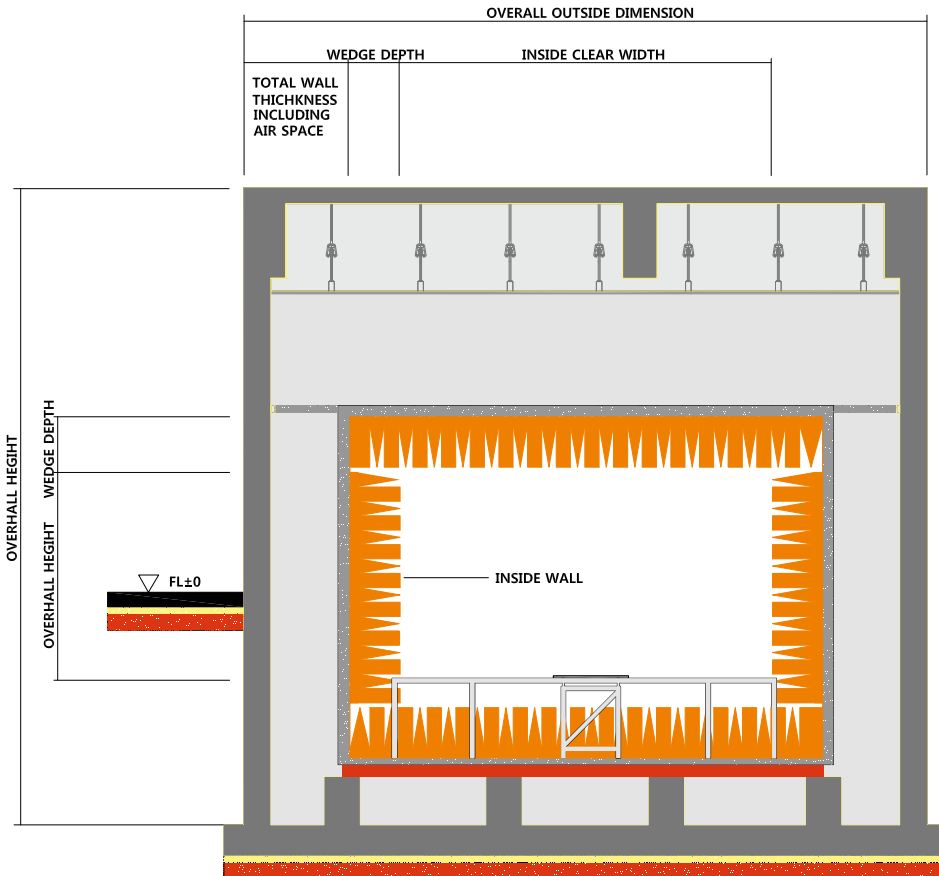 OVERALL OUTSIDE DIMENSION
WEDGE DEPTH
INSIDE CLEAR WIDTH
TOTAL WALL
THICHKNESS
INCLUDING
AIR SPACE
OVERHALL HEGIHT
WEDGE DEPTH
OVERHALL HEGIHT
FL±0
INSIDE WALL